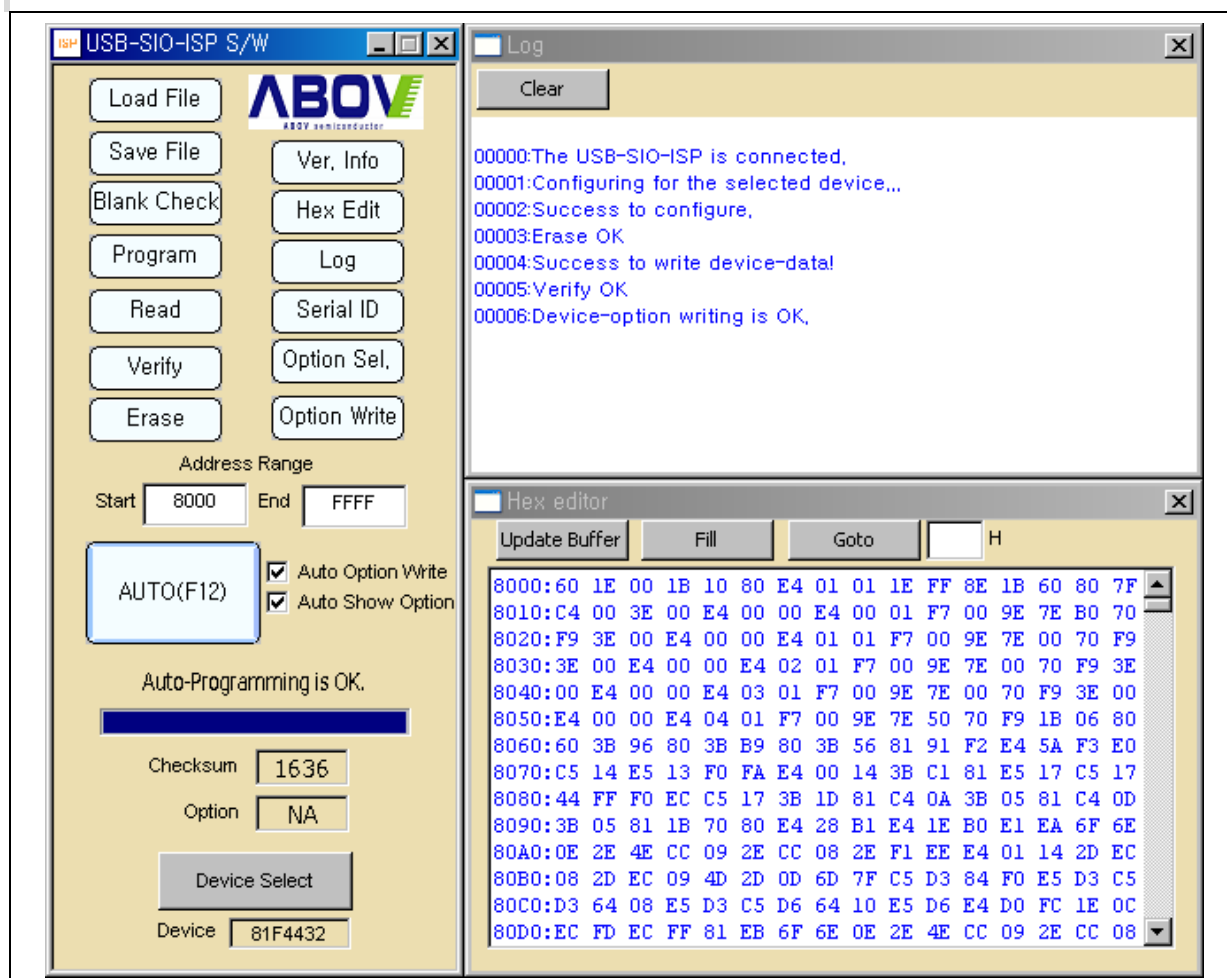 USB-SIO-ISP S/W
Load File
ABOV
ABOV semiconductor
Save File
Ver, Info
Blank Check
Hex Edit
Program
Log
Read
Serial ID
Verify
Option Sel,
Erase
Option Write
Address Range
Start 8000 End FFFF
AUTO(F12)
Auto Option Write
Auto Show Option
Auto-Programming is OK.
Checksum 1636
Option NA
Device Select
Device 81F4432
Log
Clear
00000:The USB-SIO-ISP is connected,
00001:Configuring for the selected device,,,
00002:Success to configure,
00003:Erase OK
00004:Success to write device-data!
00005:Verify OK
00006:Device-option writing is OK,
Hex editor
Update Buffer Fill Goto H
8000:60 1E 00 1B 10 80 E4 01 01 1E FF 8E 1B 60 80 7F
8010:C4 00 3E 00 E4 00 00 E4 00 01 F7 00 9E 7E B0 70
8020:F9 3E 00 E4 00 00 E4 01 01 F7 00 9E 7E 00 70 F9
8030:3E 00 E4 00 00 E4 02 01 F7 00 9E 7E 00 70 F9 3E
8040:00 E4 00 00 E4 03 01 F7 00 9E 7E 00 70 F9 3E 00
8050:E4 00 00 E4 04 01 F7 00 9E 7E 50 70 F9 1B 06 80
8060:60 3B 96 80 3B B9 80 3B 56 81 91 F2 E4 5A F3 E0
8070:C5 14 E5 13 F0 FA E4 00 14 3B C1 81 E5 17 C5 17
8080:44 FF F0 EC C5 17 3B 1D 81 C4 0A 3B 05 81 C4 0D
8090:3B 05 81 1B 70 80 E4 28 B1 E4 1E B0 E1 EA 6F 6E
80A0:0E 2E 4E CC 09 2E CC 08 2E F1 EE E4 01 14 2D EC
80B0:08 2D EC 09 4D 2D 0D 6D 7F C5 D3 84 F0 E5 D3 C5
80C0:D3 64 08 E5 D3 C5 D6 64 10 E5 D6 E4 D0 FC 1E 0C
80D0:EC FD EC FF 81 EB 6F 6E 0E 2E 4E CC 09 2E CC 08